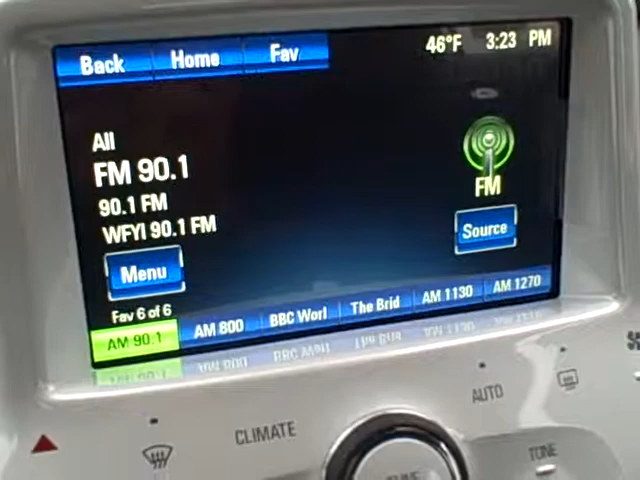 Back Home Fav 46°F 3:23 PM
All
FM 90.1
90.1 FM
WFYI 90.1 FM
FM
Source
Menu
Fav 6 of 6
AM 90.1 AM 800 BBC Worl The Brid AM 1130 AM 1270
AUTO
CLIMATE
TONE
TUNE